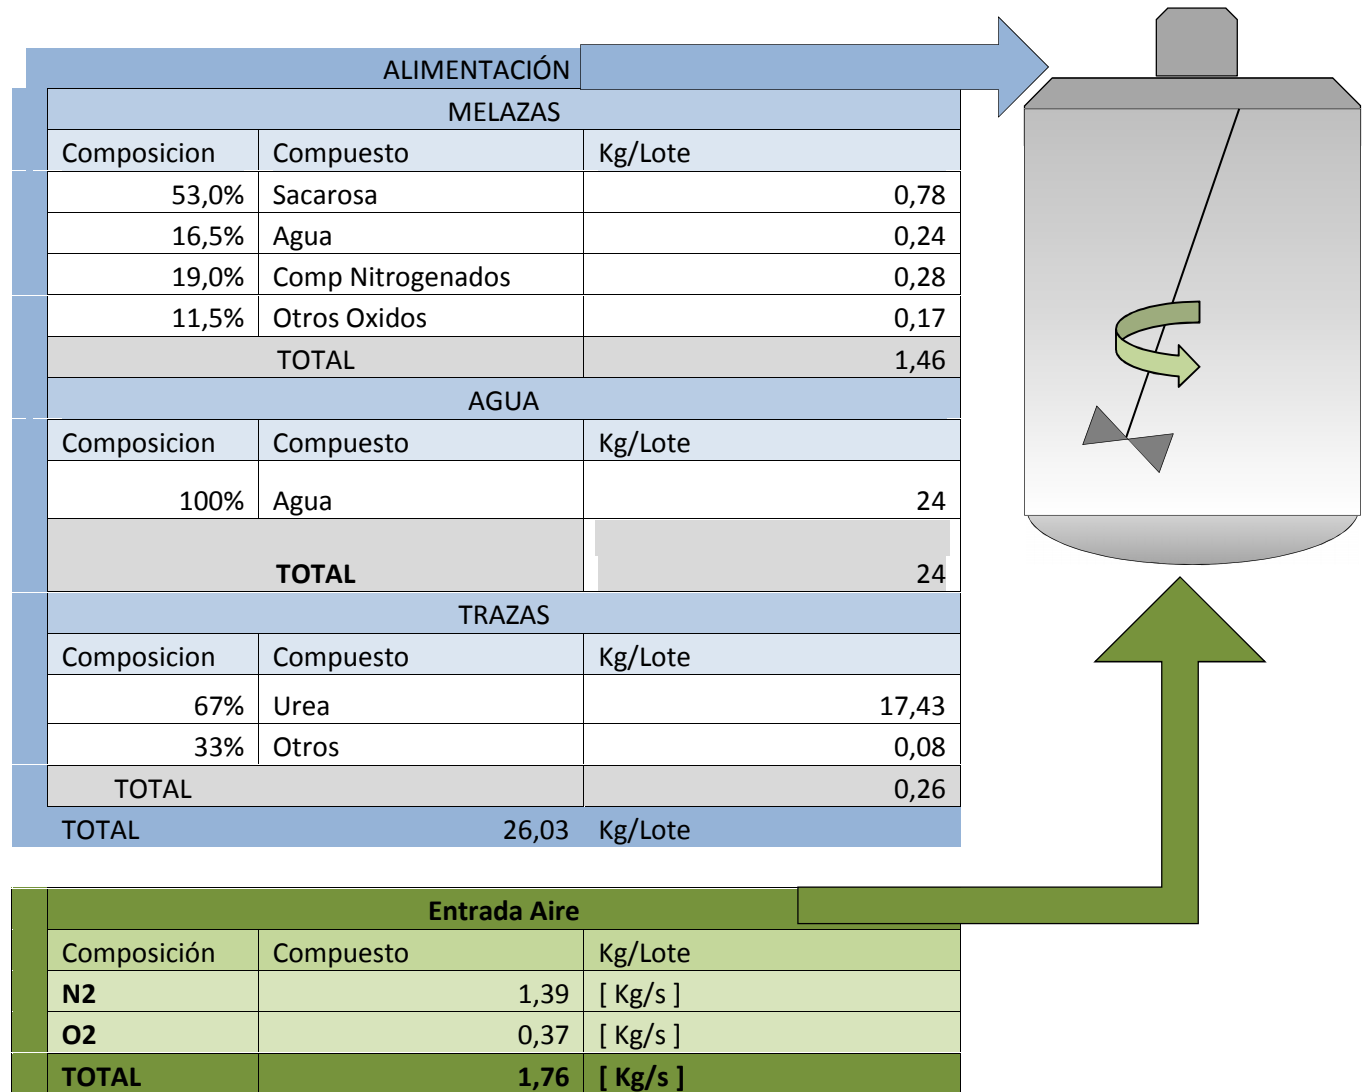 ALIMENTACIÓN
MELAZAS
Composicion Compuesto Kg/Lote
53,0% Sacarosa 0,78
16,5% Agua 0,24
19,0% Comp Nitrogenados 0,28
11,5% Otros Oxidos 0,17
TOTAL 1,46
AGUA
Composicion Compuesto Kg/Lote
100% Agua 24
TOTAL 24
TRAZAS
Composicion Compuesto Kg/Lote
67% Urea 17,43
33% Otros 0,08
TOTAL 0,26
TOTAL 26,03 Kg/Lote
Entrada Aire
Composición Compuesto Kg/Lote
N2 1,39 [ Kg/s ]
O2 0,37 [ Kg/s ]
TOTAL 1,76 [ Kg/s ]